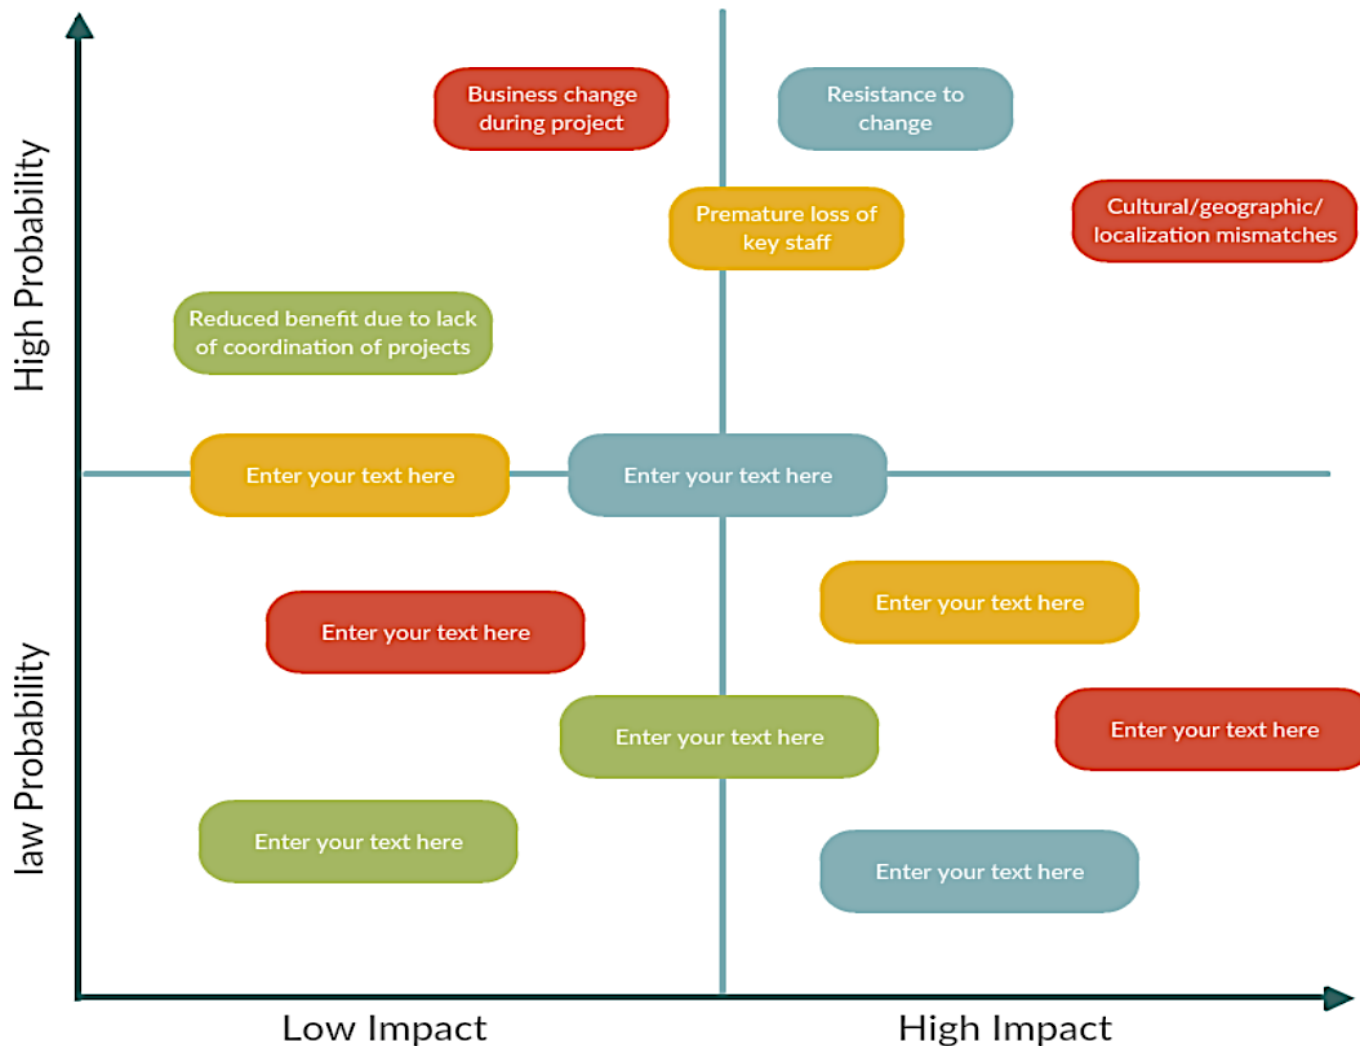 Business change
during project
Resistance to
change
Premature loss of
key staff
Cultural/geographic/
localization mismatches
High Probability
Reduced benefit due to lack
of coordination of projects
Enter your text here
Enter your text here
Enter your text here
Enter your text here
law Probability
Enter your text here
Enter your text here
Enter your text here
Enter your text here
Low Impact
High Impact